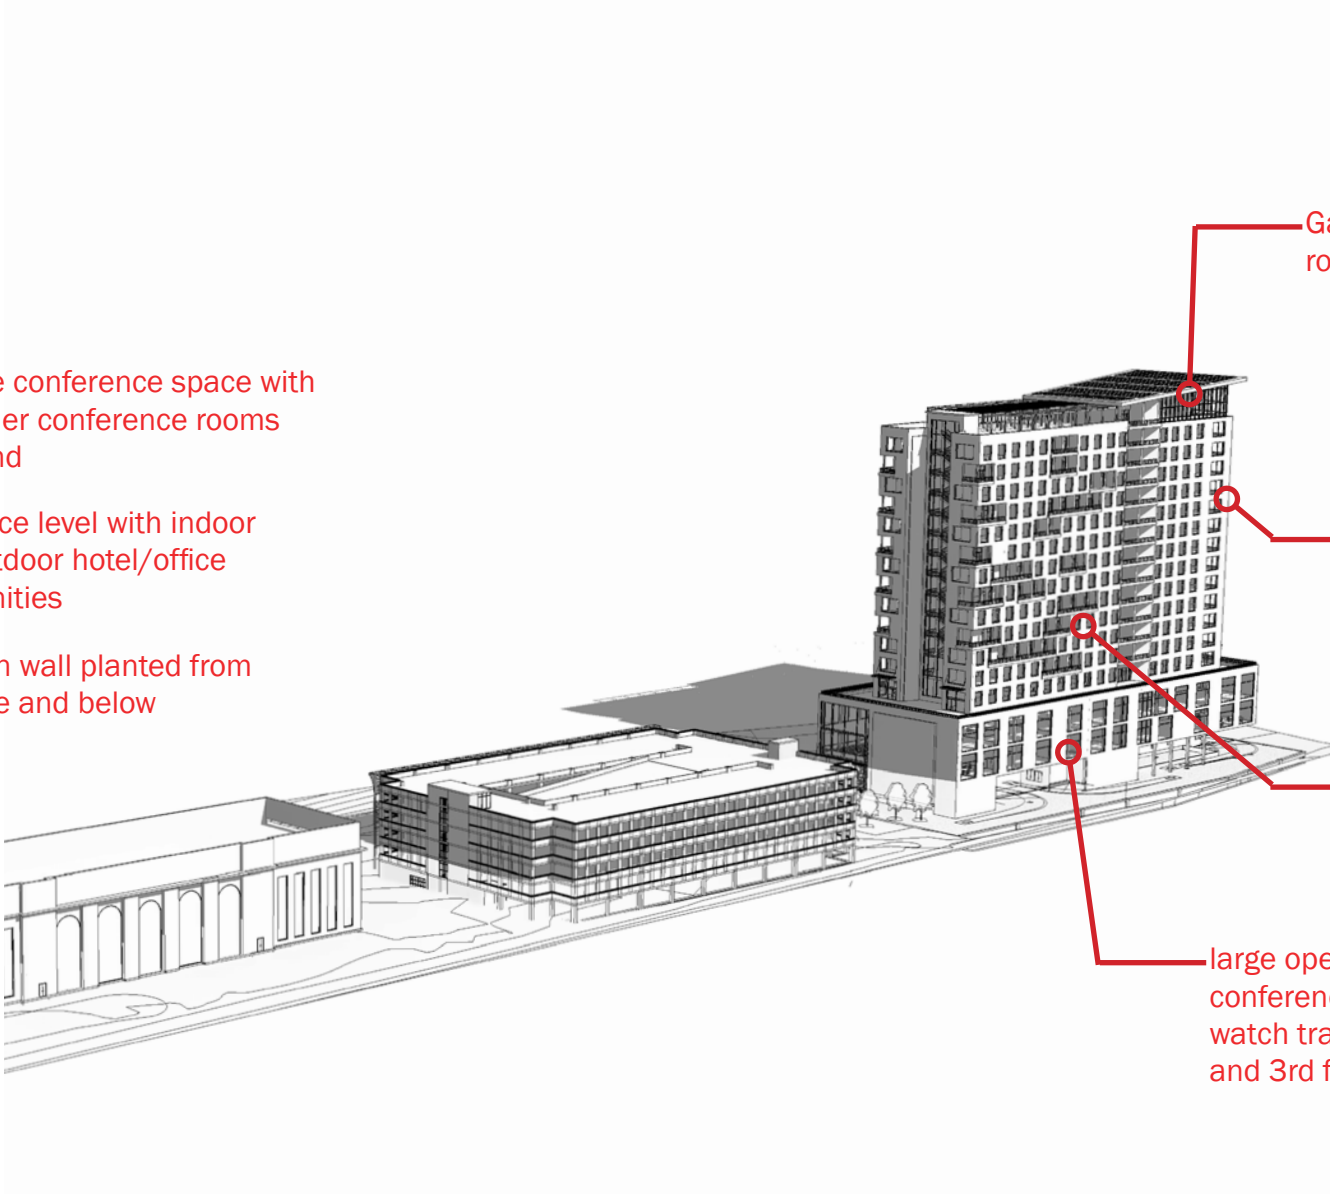 Ga
ro
e conference space with
er conference rooms
nd
ce level with indoor
tdoor hotel/office
nities
n wall planted from
e and below
large ope
conferenc
watch tra
and 3rd f